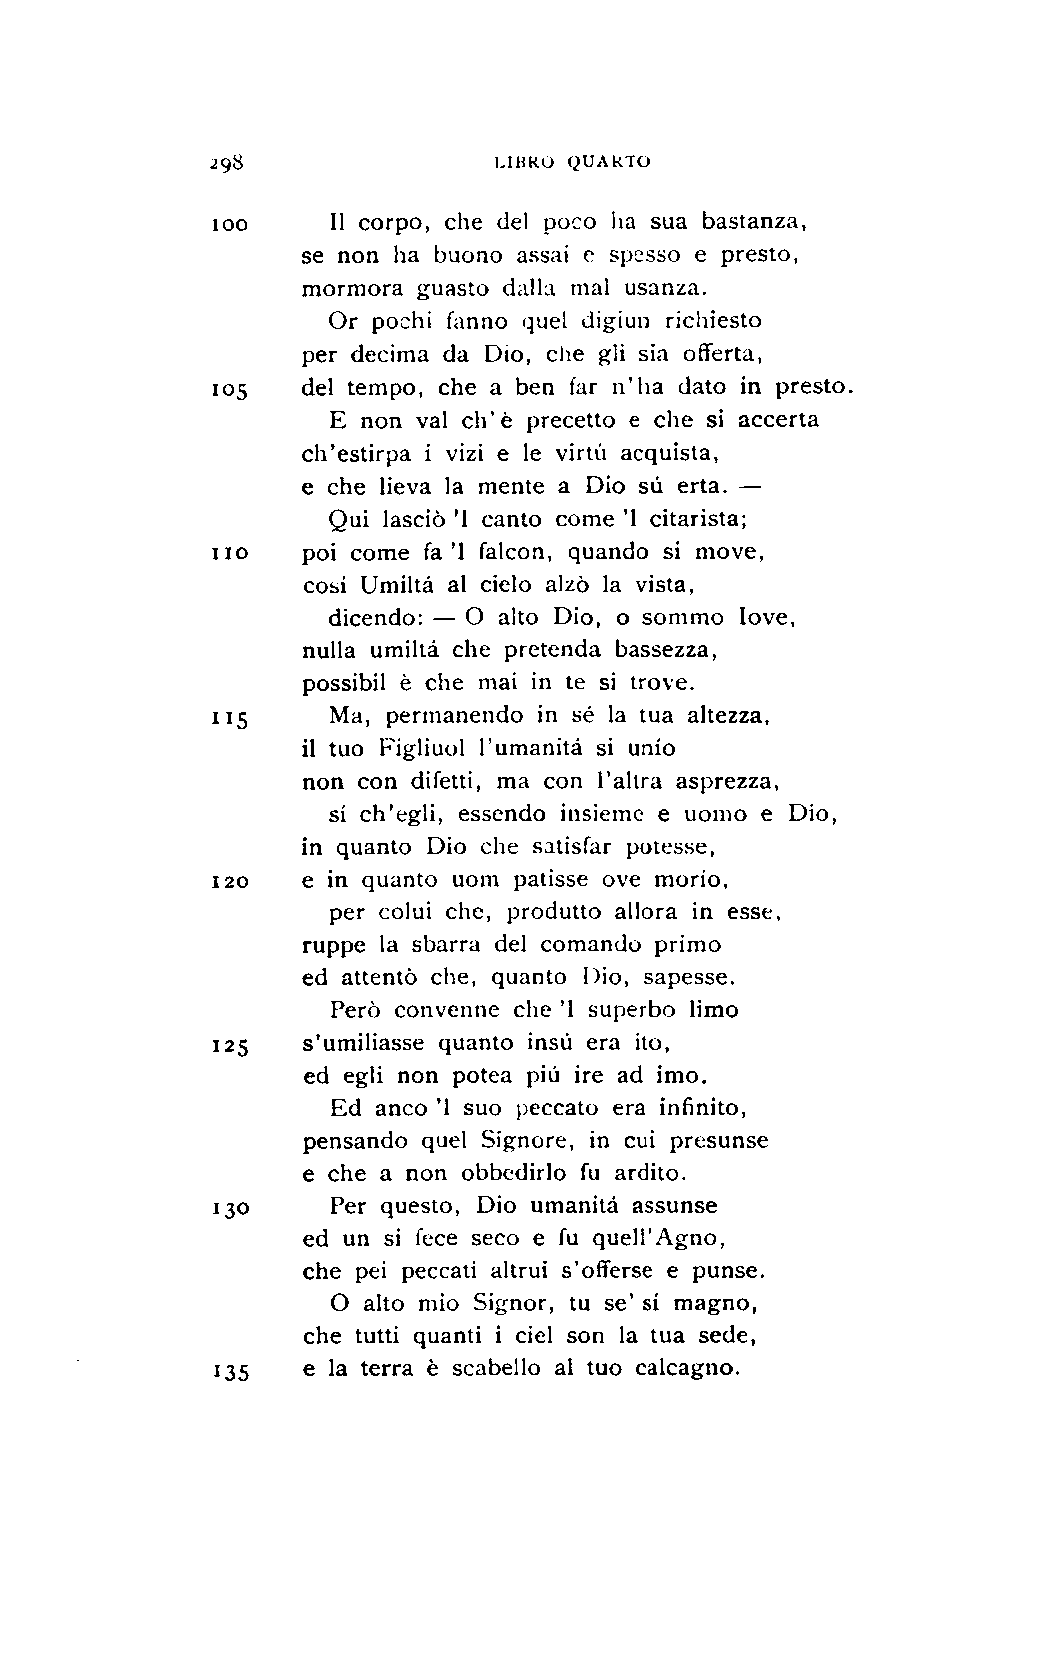 298 LIBRO QUARTO
100 Il corpo, che del poco ha sua bastanza,
se non ha buono assai e spesso e presto,
mormora guasto dalla mal usanza.
Or pochi fanno quel digiun richiesto
per decima da Dio, che gli sia offerta,
105 del tempo, che a ben far n'ha dato in presto.
E non val ch'è precetto e che si accerta
ch'estirpa i vizi e le virtú acquista,
e che lieva la mente a Dio sú erta. —
Qui lasciò 'l canto come 'l citarista;
110 poi come fa 'l falcon, quando si move,
cosí Umiltá al cielo alzò la vista,
dicendo: — O alto Dio, o sommo Iove,
nulla umiltá che pretenda bassezza,
possibil è che mai in te si trove.
115 Ma, permanendo in sé la tua altezza,
il tuo Figliuol l'umanitá si unío
non con difetti, ma con l'altra asprezza,
sí ch'egli, essendo insieme e uomo e Dio,
in quanto Dio che satisfar potesse,
120 e in quanto uom patisse ove morío,
per colui che, produtto allora in esse,
ruppe la sbarra del comando primo
ed attentò che, quanto Dio, sapesse.
Però convenne che 'l superbo limo
125 s'umiliasse quanto insú era ito,
ed egli non potea piú ire ad imo.
Ed anco 'l suo peccato era infinito,
pensando quel Signore, in cui presunse
e che a non obbedirlo fu ardito.
130 Per questo, Dio umanitá assunse
ed un si fece seco e fu quell'Agno,
che pei peccati altrui s'offerse e punse.
O alto mio Signor, tu se' sí magno,
che tutti quanti i ciel son la tua sede,
135 e la terra è scabello al tuo calcagno.